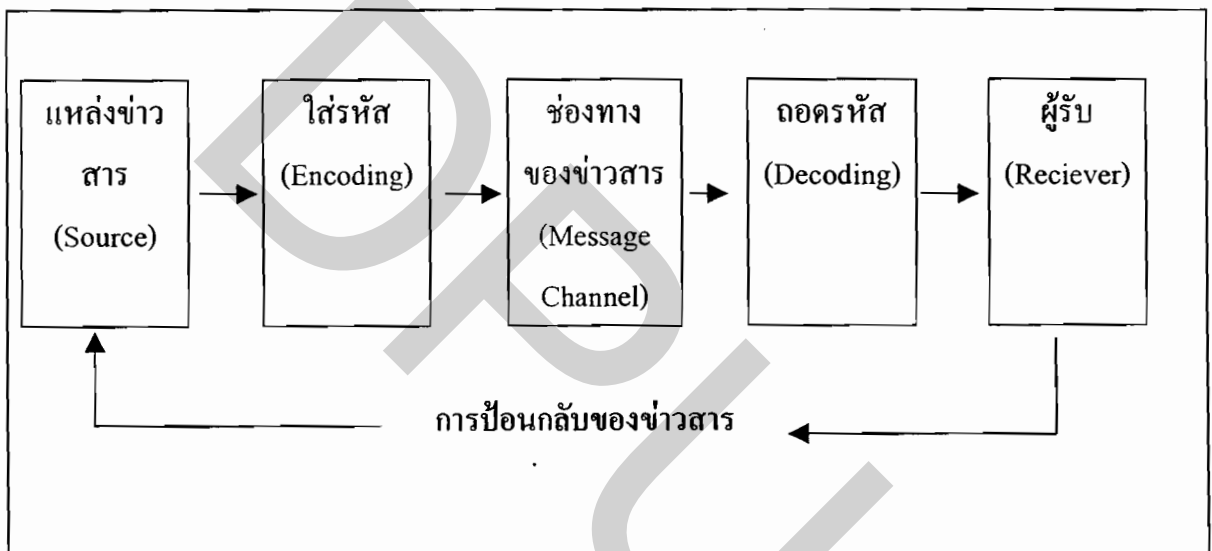 แหล่งข่าว
สาร
(Source)
ใส่รหัส
(Encoding)
ช่องทาง
ของข่าวสาร
(Message
Channel)
ถอดรหัส
(Decoding)
ผู้รับ
(Reciever)
การป้อนกลับของข่าวสาร
DPU